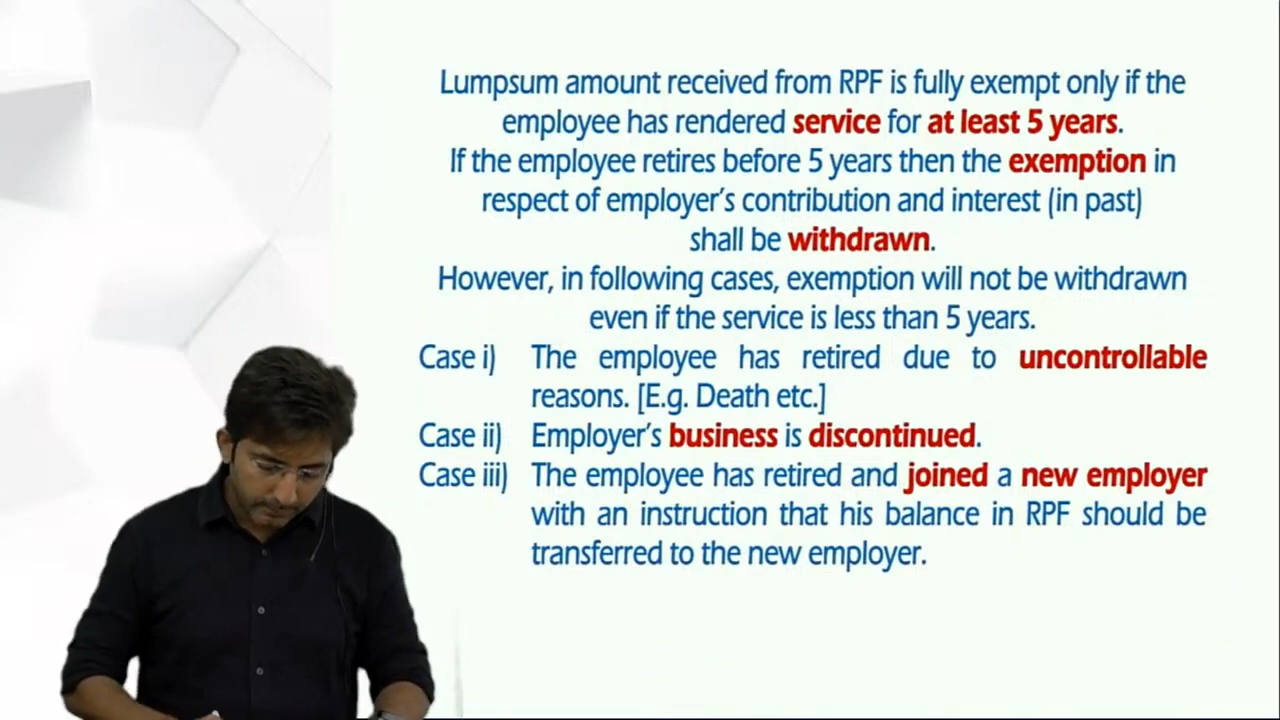 Lumpsum amount received from RPF is fully exempt only if the
employee has rendered service for at least 5 years.
If the employee retires before 5 years then the exemption in
respect of employer's contribution and interest (in past)
shall be withdrawn.
However, in following cases, exemption will not be withdrawn
even if the service is less than 5 years.
Case i) The employee has retired due to uncontrollable
reasons. [E.g. Death etc.]
Case ii) Employer's business is discontinued.
Case iii) The employee has retired and joined a new employer
with an instruction that his balance in RPF should be
transferred to the new employer.